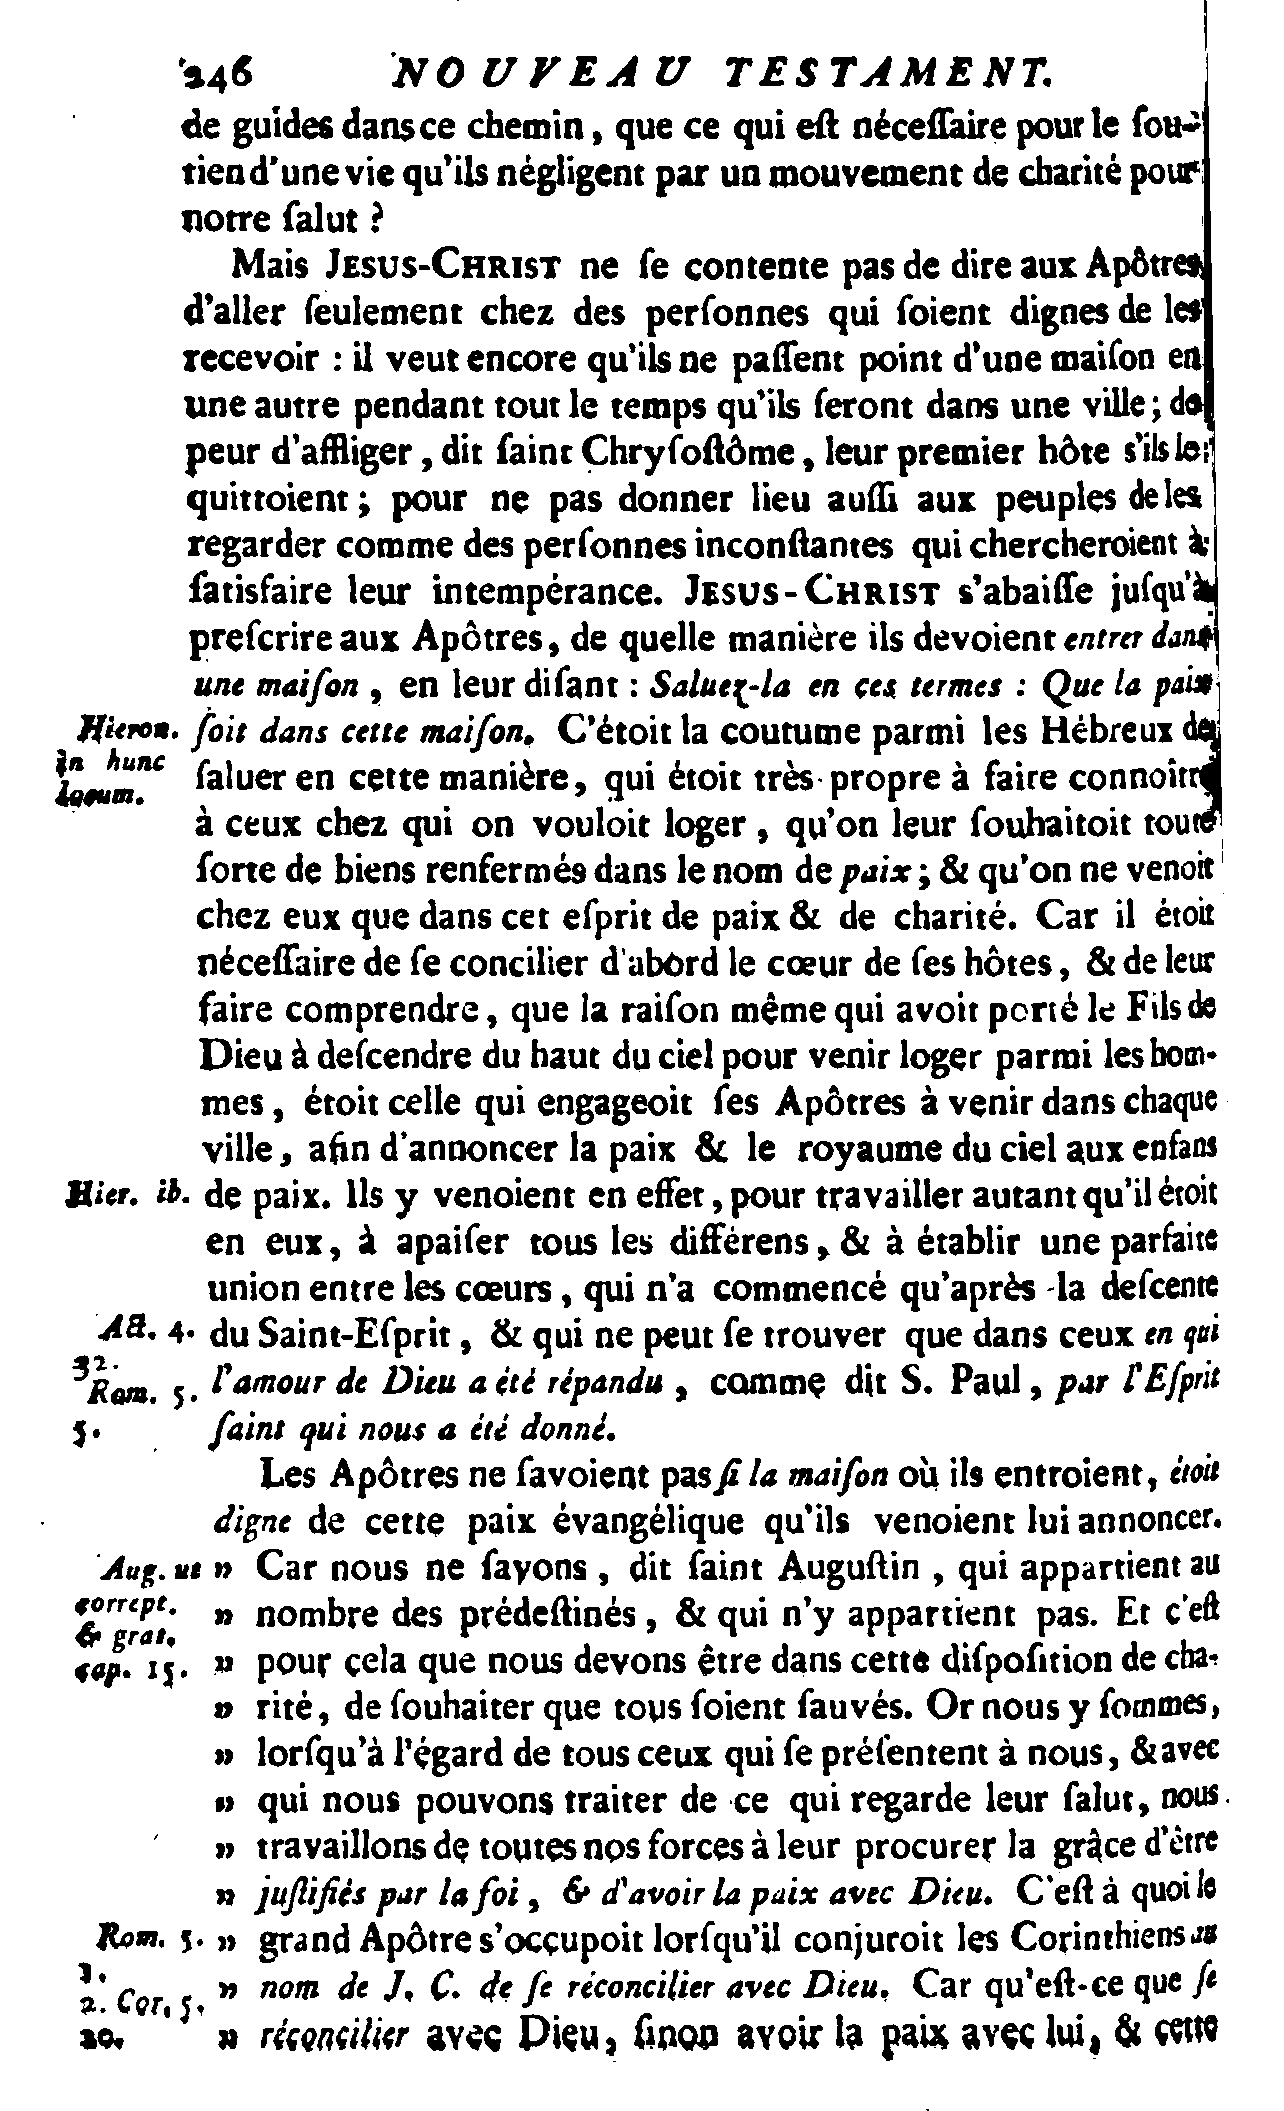 246 NOUVEAU TESTAMENT.
de guides dans ce chemin, que ce qui eſt néceſſaire pour le ſou-
tien d'une vie qu'ils négligent par un mouvement de charité pour
notre ſalut ?
Mais JESUS-CHRIST ne ſe contente pas de dire aux Apôtres
d'aller ſeulement chez des perſonnes qui ſoient dignes de les
recevoir : il veut encore qu'ils ne paſſent point d'une maiſon en
une autre pendant tout le temps qu'ils ſeront dans une ville ; de
peur d'affliger, dit ſaint Chryſoſtôme, leur premier hôte s'ils le
quittoient ; pour ne pas donner lieu auſſi aux peuples de les
regarder comme des perſonnes inconſtantes qui chercheroient à
ſatisfaire leur intempérance. JESUS-CHRIST s'abaiſſe juſqu'à
preſcrire aux Apôtres, de quelle manière ils devoient entrer dans
une maiſon, en leur diſant : Saluez-la en ces termes : Que la paix
Hieron. ſoit dans cette maiſon. C'étoit la coutume parmi les Hébreux de
in hunc ſaluer en cette manière, qui étoit très-propre à faire connoître
locum.
à ceux chez qui on vouloit loger, qu'on leur ſouhaitoit toute
ſorte de biens renfermés dans le nom de paix ; & qu'on ne venoit
chez eux que dans cet eſprit de paix & de charité. Car il étoit
néceſſaire de ſe concilier d'abord le cœur de ſes hôtes, & de leur
faire comprendre, que la raiſon même qui avoit porté le Fils de
Dieu à deſcendre du haut du ciel pour venir loger parmi les hom-
mes, étoit celle qui engageoit ſes Apôtres à venir dans chaque
ville, afin d'annoncer la paix & le royaume du ciel aux enfans
Hier. ib. de paix. Ils y venoient en effet, pour travailler autant qu'il étoit
en eux, à apaiſer tous les différens, & à établir une parfaite
union entre les cœurs, qui n'a commencé qu'après la deſcente
Act. 4. du Saint-Eſprit, & qui ne peut ſe trouver que dans ceux en qui
32.
Rom. 5. l'amour de Dieu a été répandu, comme dit S. Paul, par l'Eſprit
5. ſaint qui nous a été donné.
Les Apôtres ne ſavoient pas ſi la maiſon où ils entroient, étoit
digne de cette paix évangélique qu'ils venoient lui annoncer.
Aug. ut » Car nous ne ſavons, dit ſaint Auguſtin, qui appartient au
corrept. » nombre des prédeſtinés, & qui n'y appartient pas. Et c'eſt
& grat.
cap. 15. » pour cela que nous devons être dans cette diſpoſition de cha-
» rité, de ſouhaiter que tous ſoient ſauvés. Or nous y ſommes,
» lorſqu'à l'égard de tous ceux qui ſe préſentent à nous, & avec
» qui nous pouvons traiter de ce qui regarde leur ſalut, nous
» travaillons de toutes nos forces à leur procurer la grâce d'être
» juſtifiés par la foi, & d'avoir la paix avec Dieu. C'eſt à quoi le
Rom. 5. » grand Apôtre s'occupoit lorſqu'il conjuroit les Corinthiens au
1.
2. Cor. 5. » nom de J. C. de ſe réconcilier avec Dieu. Car qu'eſt-ce que ſe
20. » réconcilier avec Dieu, ſinon avoir la paix avec lui, & cette